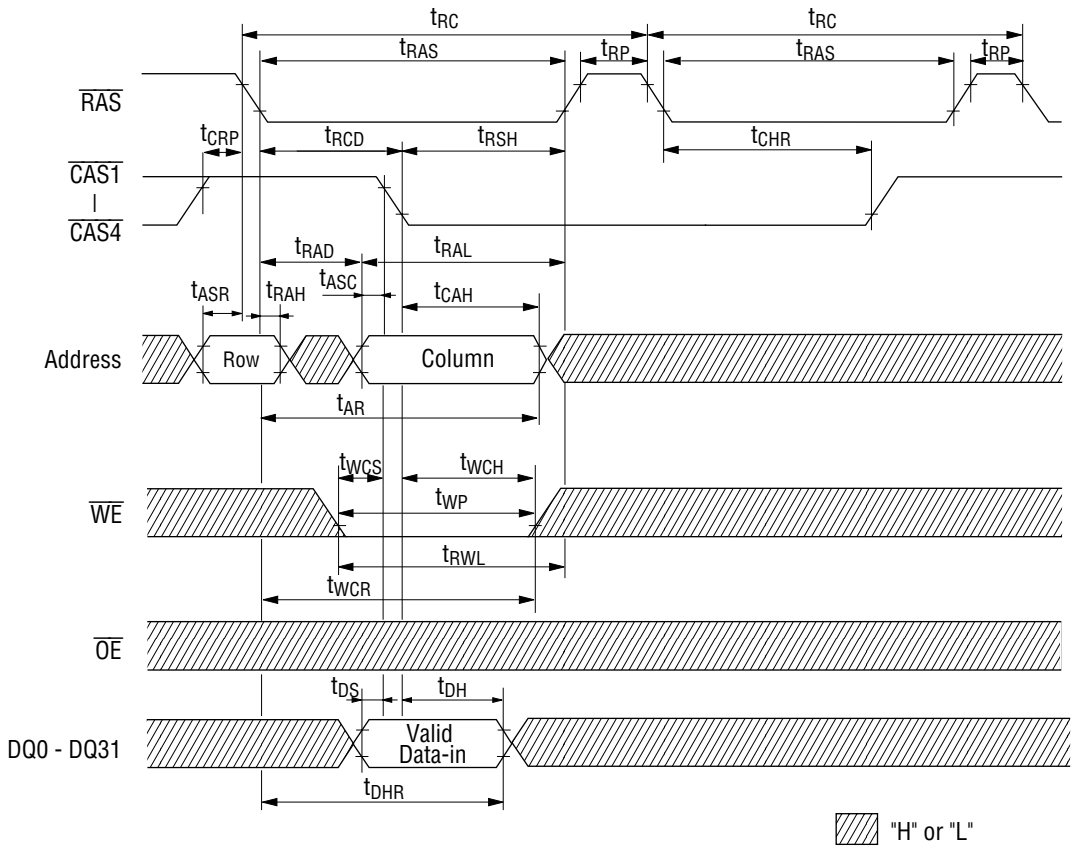 tRC tRC
tRAS tRP tRAS tRP
RAS
tCRP tRCD tRSH tCHR
CAS1
|
CAS4
tRAD tRAL
tASC
tASR tRAH tCAH
Address Row Column
tAR
tWCS tWCH
WE tWP
tRWL
tWCR
OE
tDS tDH
DQ0 - DQ31 Valid
Data-in
tDHR
"H" or "L"